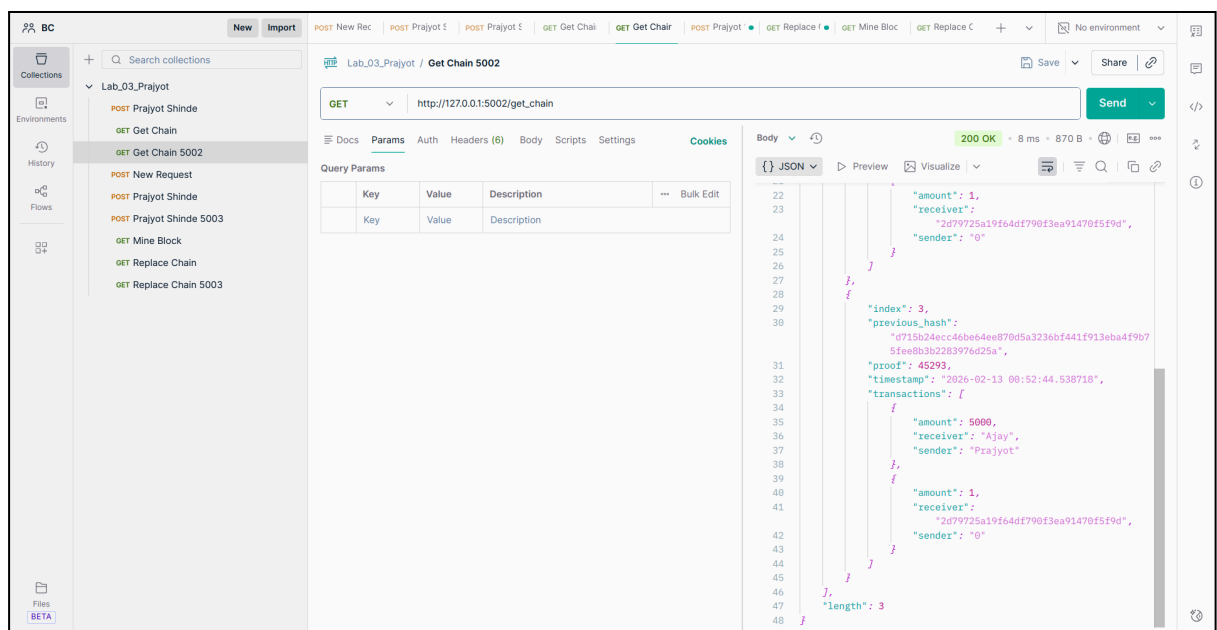 BC
New
Import
POST New Rec
POST Prajyot S
POST Prajyot S
GET Get Chai
GET Get Chair
POST Prajyot
GET Replace (
GET Mine Bloc
GET Replace C
No environment
Collections
Environments
History
Flows
Files
BETA
Search collections
Lab_03_Prajyot
POST Prajyot Shinde
GET Get Chain
GET Get Chain 5002
POST New Request
POST Prajyot Shinde
POST Prajyot Shinde 5003
GET Mine Block
GET Replace Chain
GET Replace Chain 5003
HTTP Lab_03_Prajyot / Get Chain 5002
Save
Share
GET http://127.0.0.1:5002/get_chain
Send
Docs Params Auth Headers (6) Body Scripts Settings
Cookies
Query Params
Key Value Description ••• Bulk Edit
Key Value Description
Body
200 OK • 8 ms • 870 B
{} JSON
Preview
Visualize
22 "amount": 1,
23 "receiver":
"2d79725a19f64df790f3ea91470f5f9d",
24 "sender": "0"
25 }
26 ]
27 },
28 {
29 "index": 3,
30 "previous_hash":
"d715b24ecc46be64ee870d5a3236bf441f913eba4f9b7
5fee8b3b2283976d25a",
31 "proof": 45293,
32 "timestamp": "2026-02-13 00:52:44.538718",
33 "transactions": [
34 {
35 "amount": 5000,
36 "receiver": "Ajay",
37 "sender": "Prajyot"
38 },
39 {
40 "amount": 1,
41 "receiver":
"2d79725a19f64df790f3ea91470f5f9d",
42 "sender": "0"
43 }
44 ]
45 }
46 ],
47 "length": 3
48 }